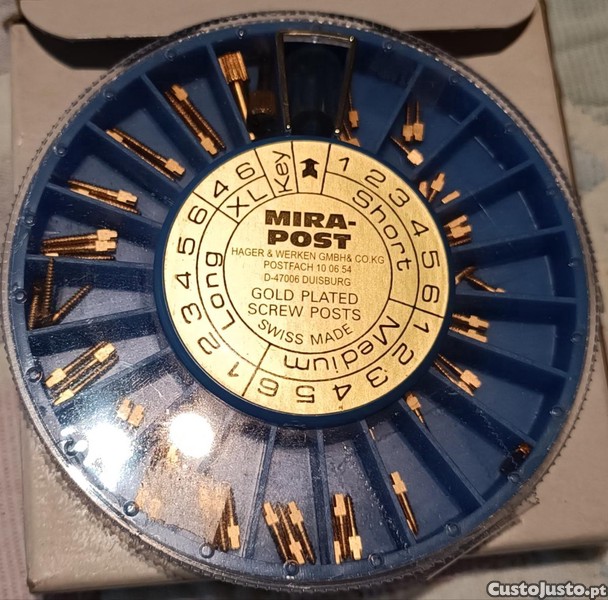 MIRA-
POST
HAGER & WERKEN GMBH & CO.KG
POSTFACH 10 06 54
D-47006 DUISBURG
GOLD PLATED
SCREW POSTS
SWISS MADE
Key
1 2 3 4 5 6
Short
1 2 3 4 5 6
Medium
1 2 3 4 5 6
Long
4 6
XL
CustoJusto.pt